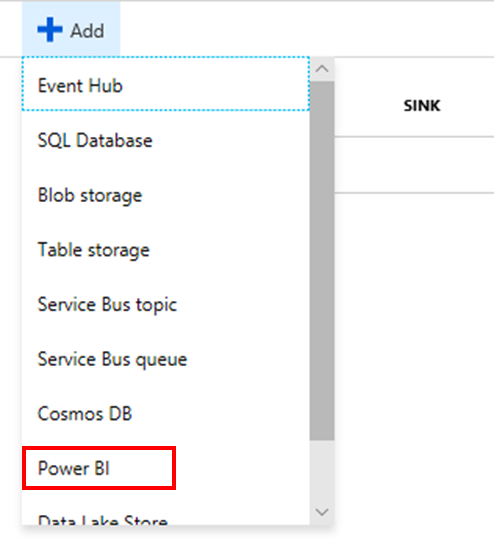 Add
Event Hub
SINK
SQL Database
Blob storage
Table storage
Service Bus topic
Service Bus queue
Cosmos DB
Power BI
Data Lake Store